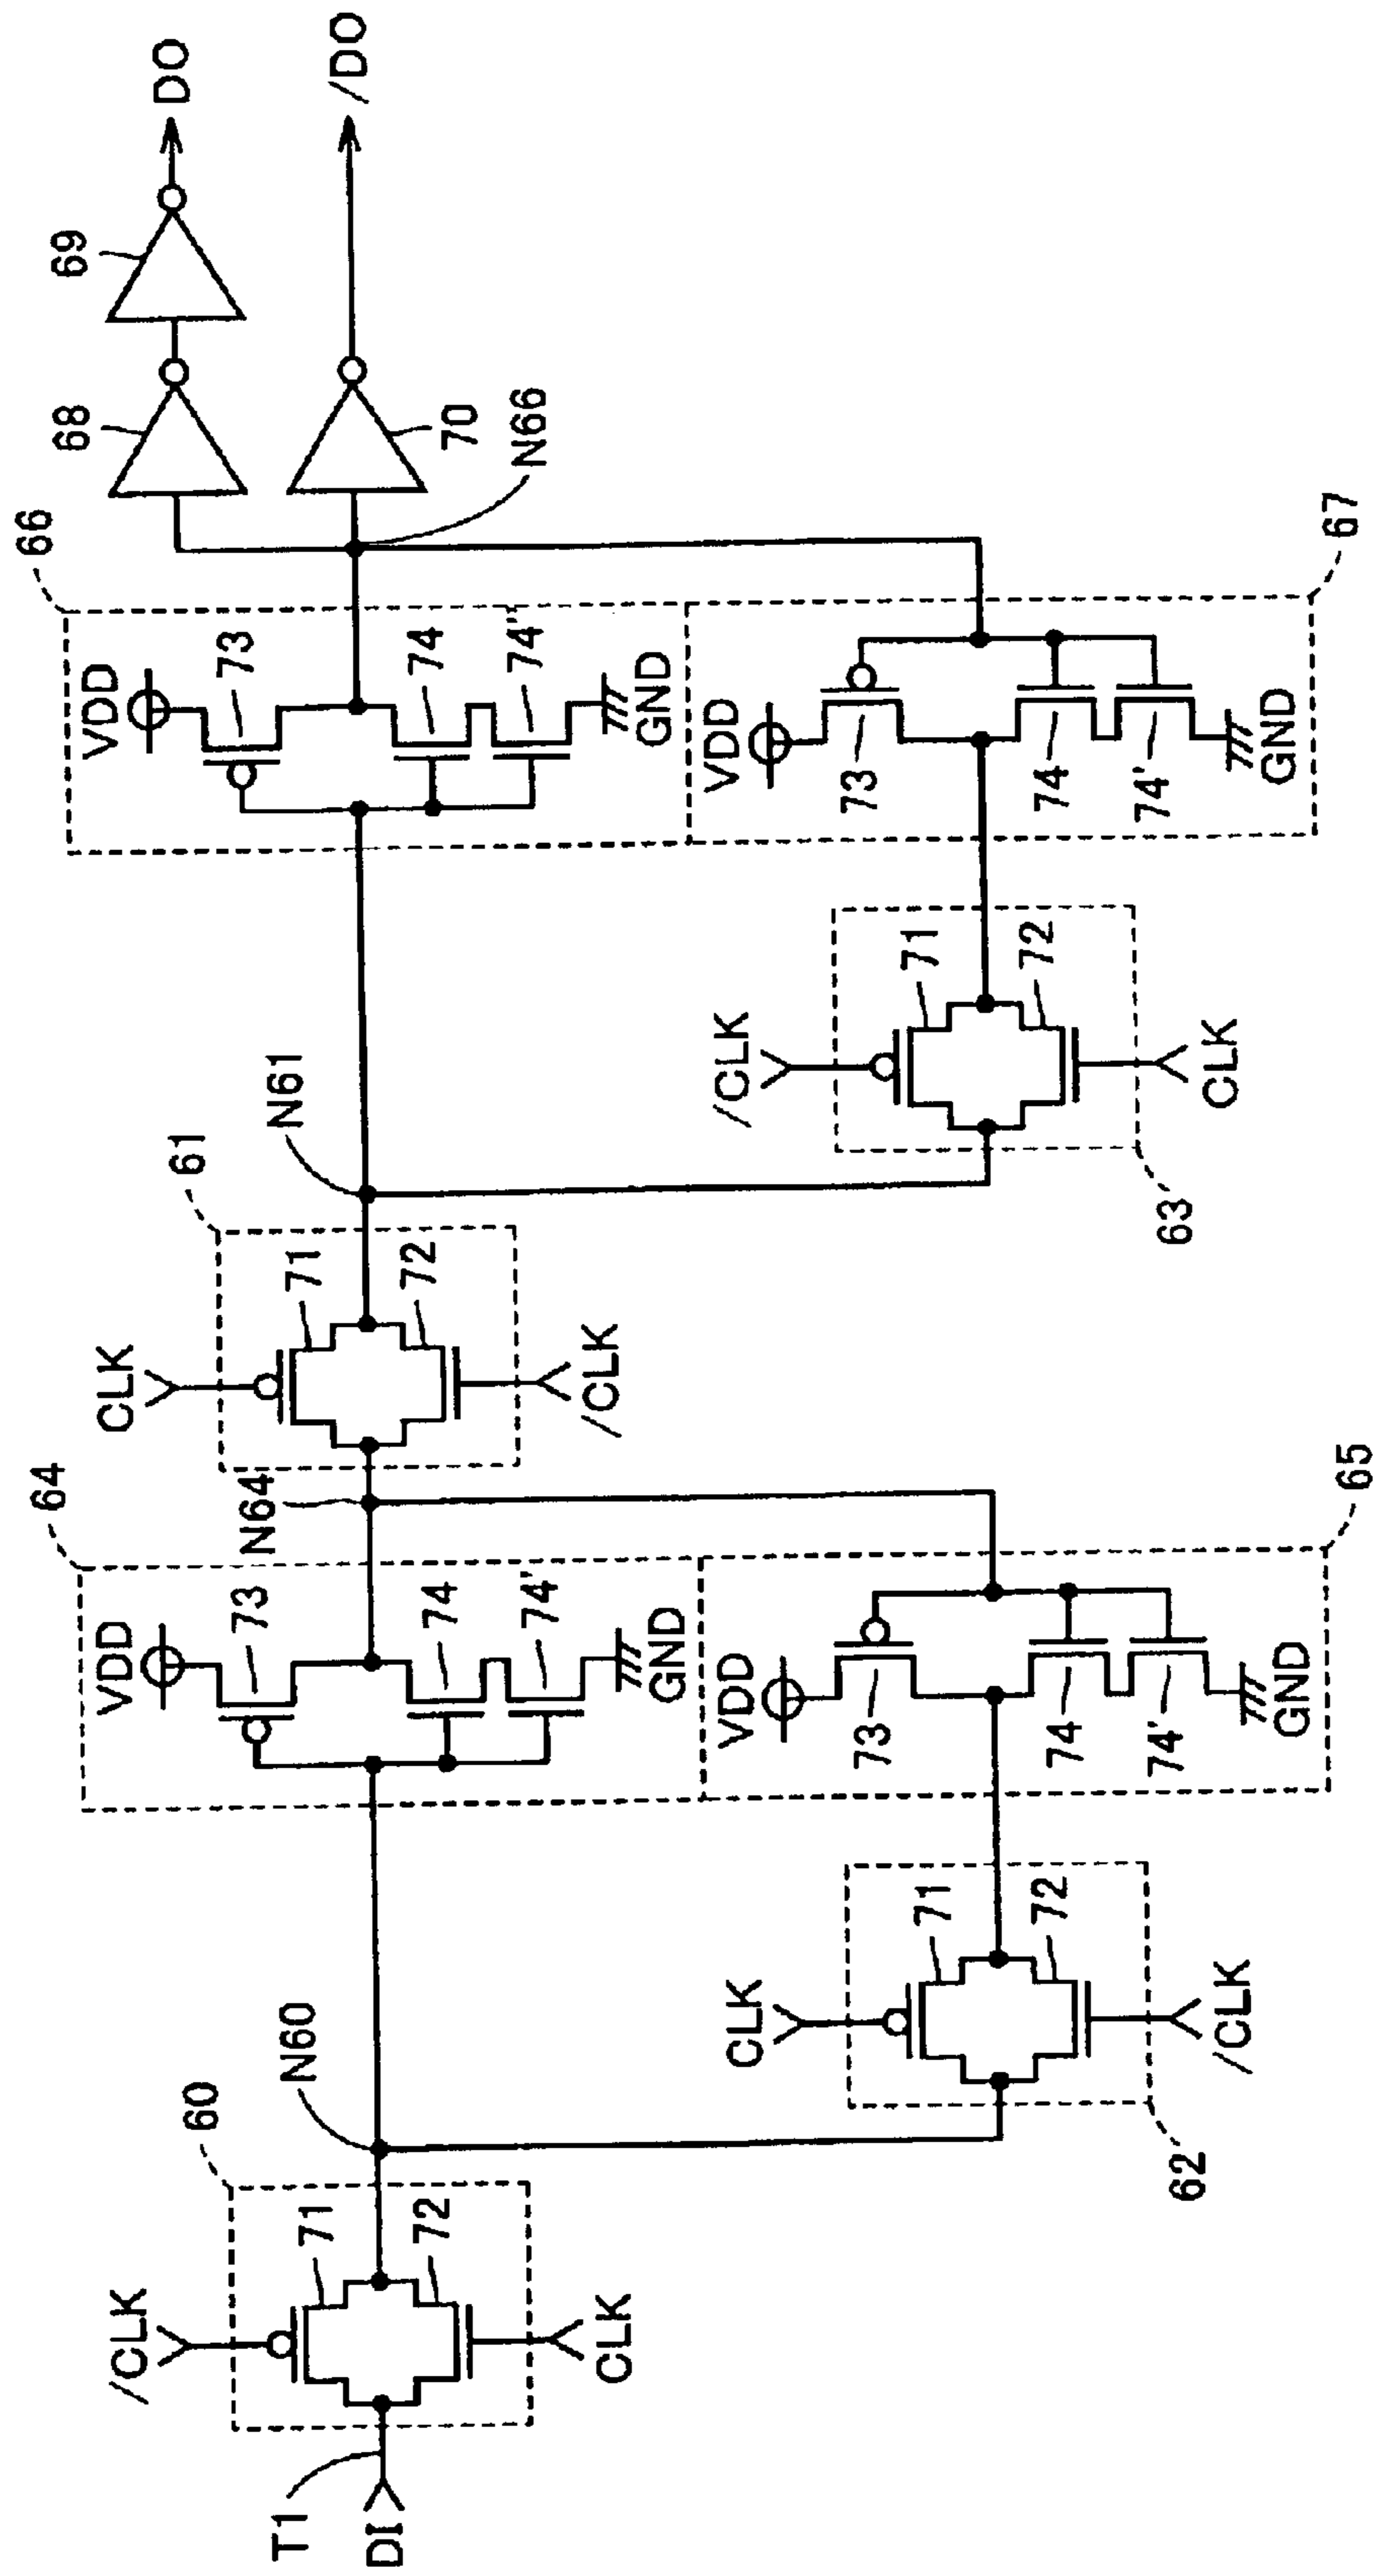 T1
DI
/CLK
60
71
72
CLK
N60
CLK
71
72
/CLK
62
64
VDD
73
74
74'
GND
N64
VDD
73
74
74'
GND
65
CLK
61
71
72
/CLK
N61
/CLK
71
72
CLK
63
66
VDD
73
74
74'
GND
VDD
73
74
74'
GND
67
68
69
DO
70
N66
/DO